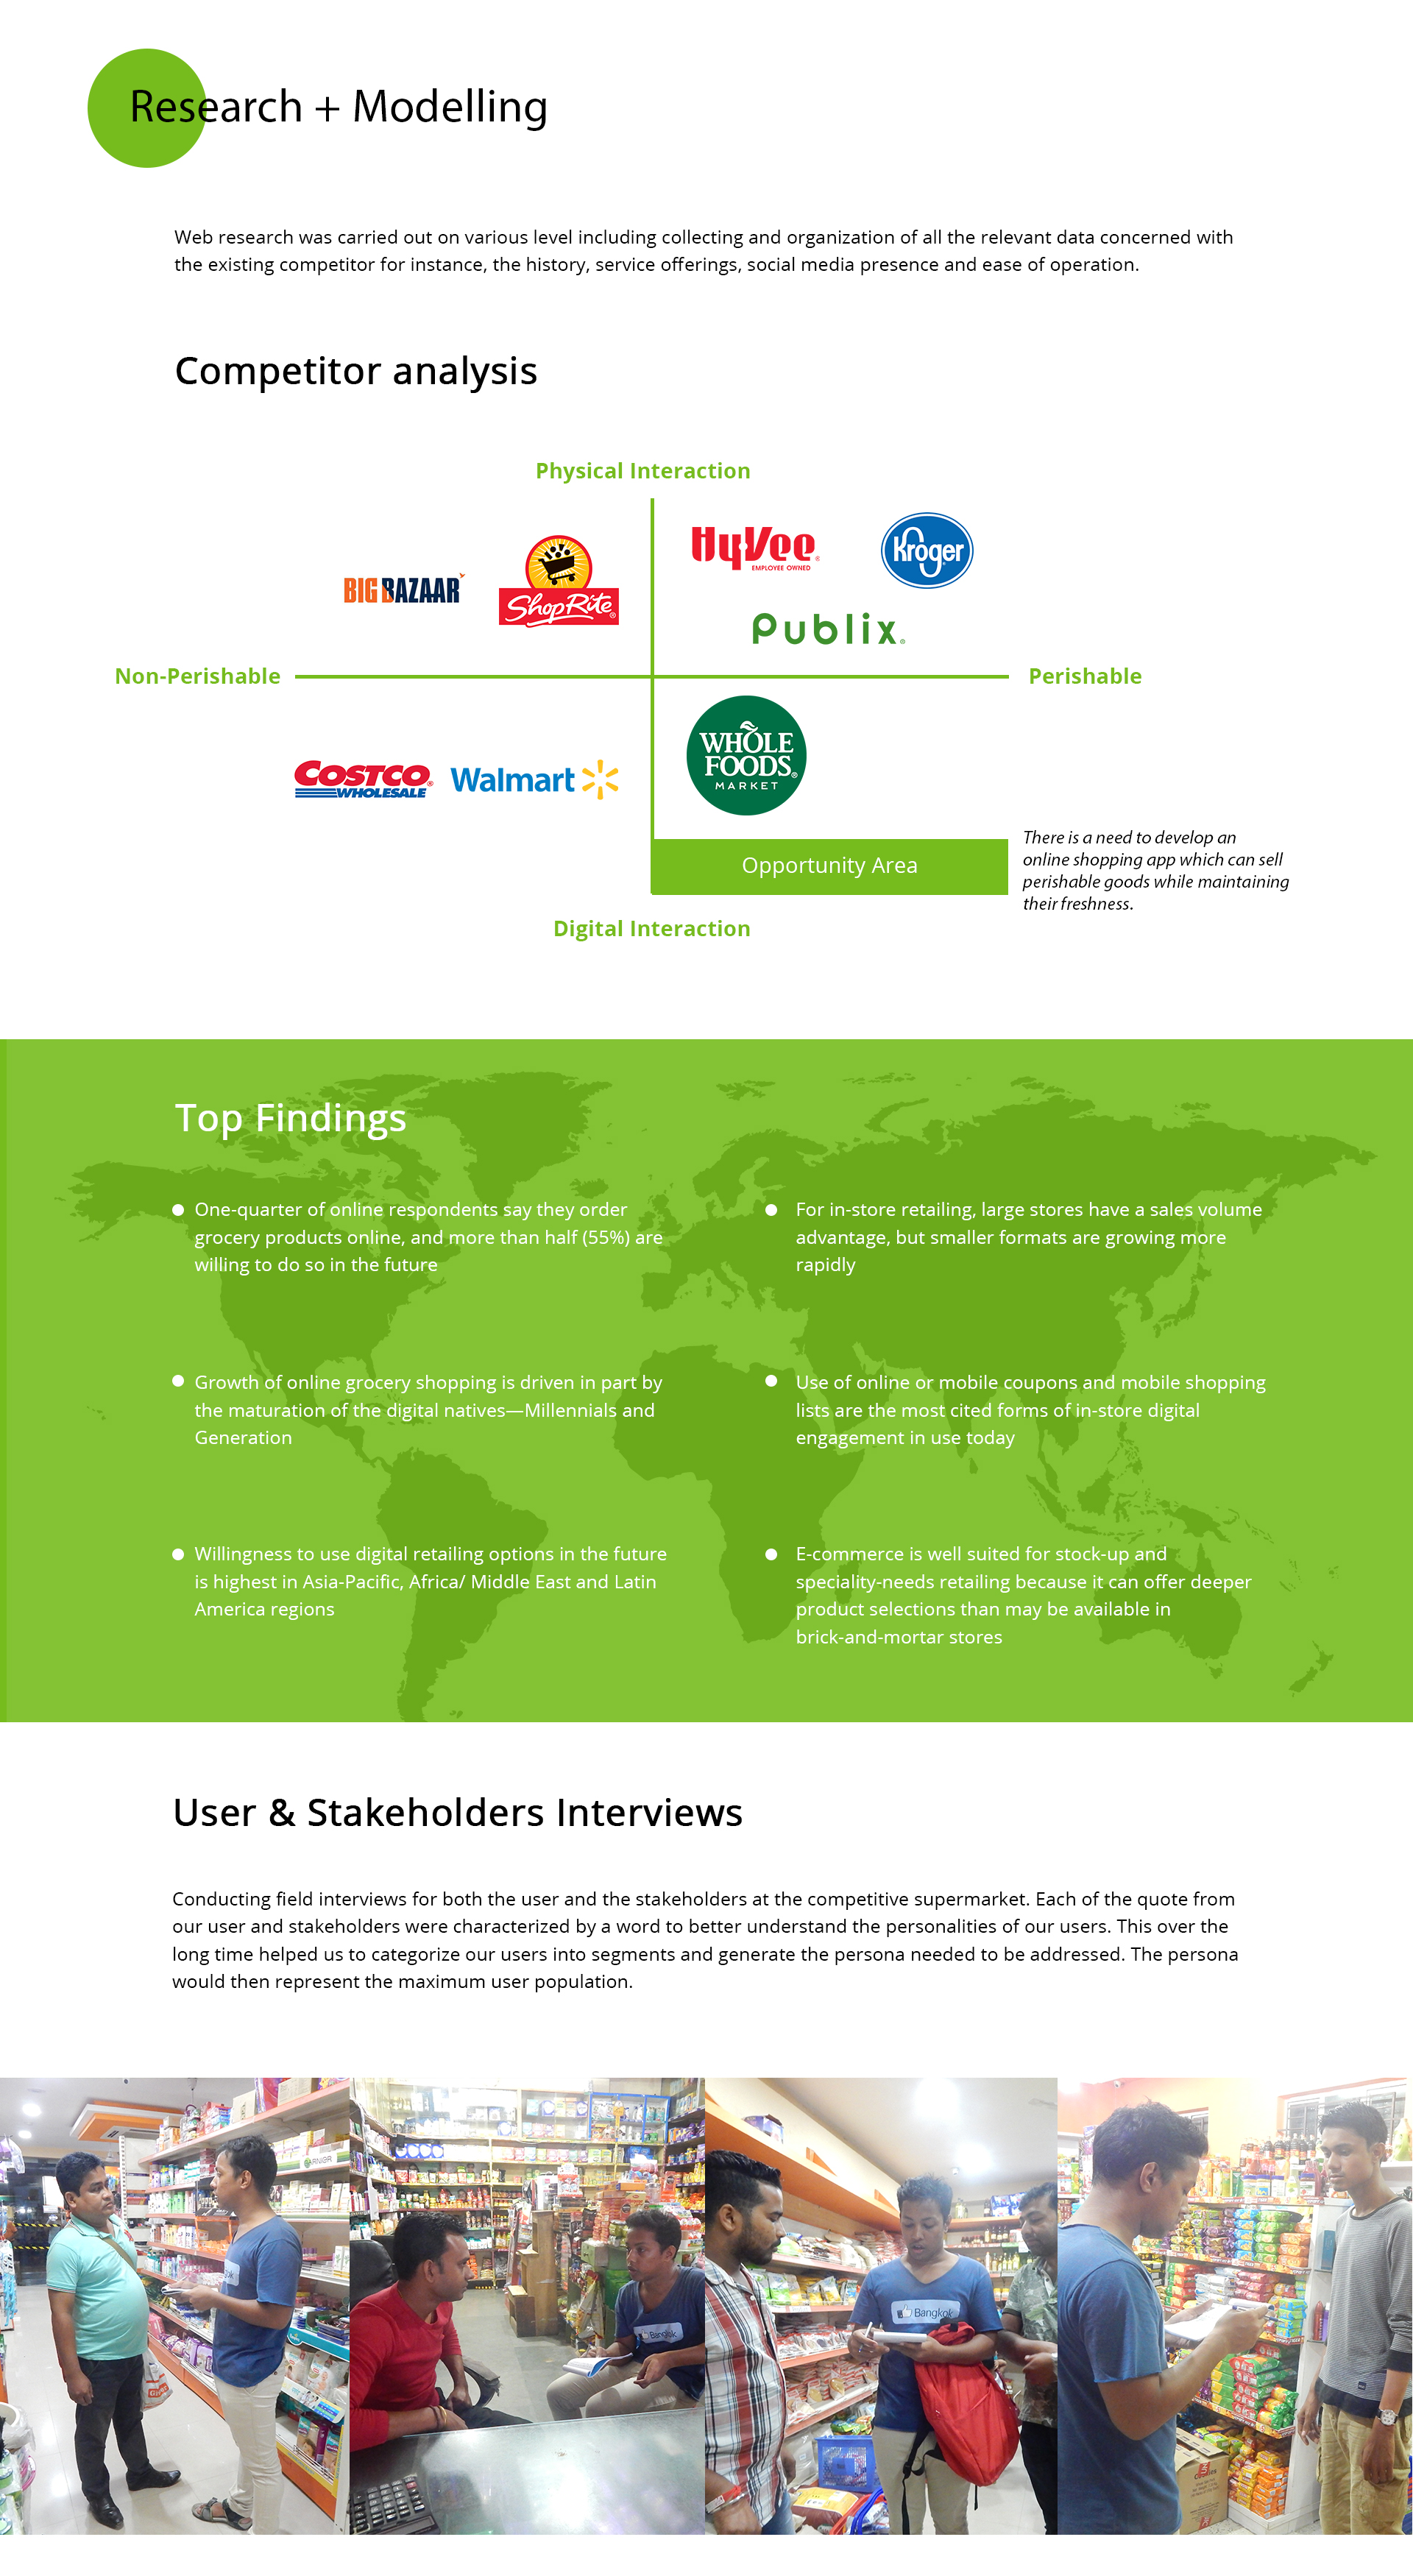 Research + Modelling
Web research was carried out on various level including collecting and organization of all the relevant data concerned with
the existing competitor for instance, the history, service offerings, social media presence and ease of operation.
Competitor analysis
Physical Interaction
HyVee
EMPLOYEE OWNED
Kroger
BIG BAZAAR
ShopRite
Publix
Non-Perishable
Perishable
WHOLE
FOODS
MARKET
COSTCO
WHOLESALE
Walmart
There is a need to develop an
online shopping app which can sell
perishable goods while maintaining
their freshness.
Opportunity Area
Digital Interaction
Top Findings
One-quarter of online respondents say they order
grocery products online, and more than half (55%) are
willing to do so in the future
For in-store retailing, large stores have a sales volume
advantage, but smaller formats are growing more
rapidly
Growth of online grocery shopping is driven in part by
the maturation of the digital natives—Millennials and
Generation
Use of online or mobile coupons and mobile shopping
lists are the most cited forms of in-store digital
engagement in use today
Willingness to use digital retailing options in the future
is highest in Asia-Pacific, Africa/ Middle East and Latin
America regions
E-commerce is well suited for stock-up and
speciality-needs retailing because it can offer deeper
product selections than may be available in
brick-and-mortar stores
User & Stakeholders Interviews
Conducting field interviews for both the user and the stakeholders at the competitive supermarket. Each of the quote from
our user and stakeholders were characterized by a word to better understand the personalities of our users. This over the
long time helped us to categorize our users into segments and generate the persona needed to be addressed. The persona
would then represent the maximum user population.
GARNIER
Bangkok
Bangkok